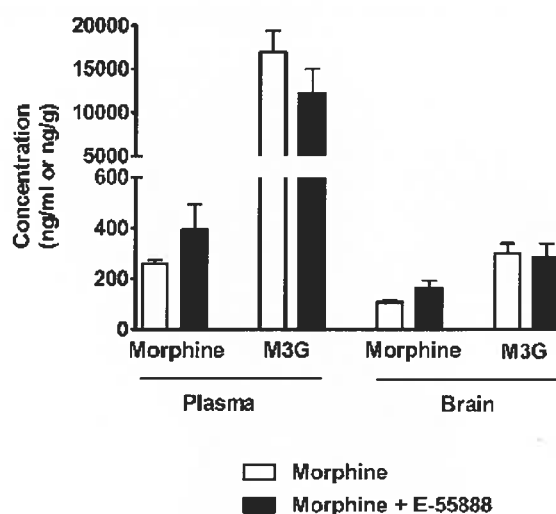 Concentration
(ng/ml or ng/g)
20000
15000
10000
5000
600
400
200
0
Morphine M3G Morphine M3G
Plasma Brain
Morphine
Morphine + E-55888